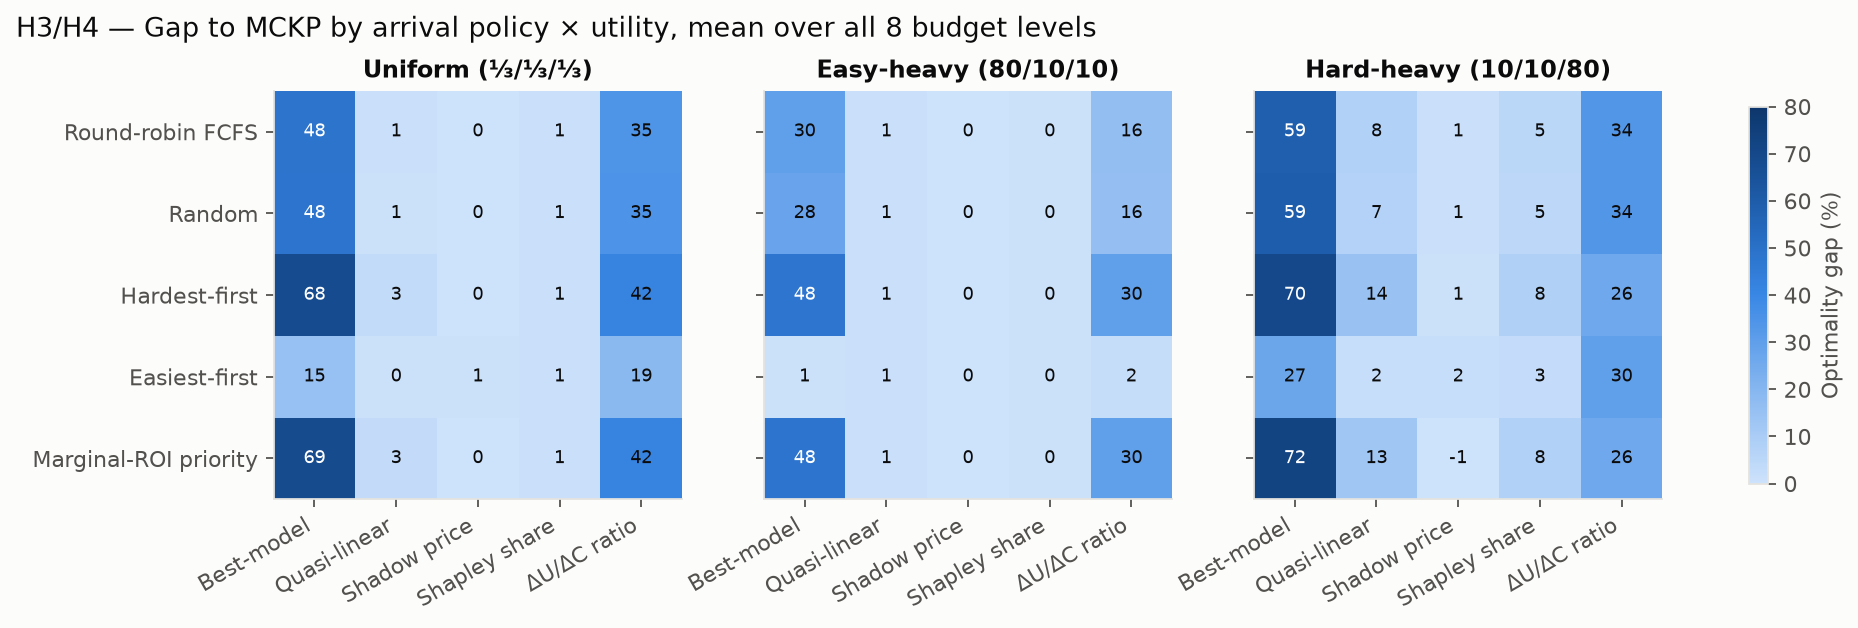 H3/H4 — Gap to MCKP by arrival policy × utility, mean over all 8 budget levels
Uniform (⅓/⅓/⅓)
Easy-heavy (80/10/10)
Hard-heavy (10/10/80)
Round-robin FCFS 48 1 0 1 35 30 1 0 0 16 59 8 1 5 34
Random 48 1 0 1 35 28 1 0 0 16 59 7 1 5 34
Hardest-first 68 3 0 1 42 48 1 0 0 30 70 14 1 8 26
Easiest-first 15 0 1 1 19 1 1 0 0 2 27 2 2 3 30
Marginal-ROI priority 69 3 0 1 42 48 1 0 0 30 72 13 -1 8 26
Best-model Quasi-linear Shadow price Shapley share ΔU/ΔC ratio
Best-model Quasi-linear Shadow price Shapley share ΔU/ΔC ratio
Best-model Quasi-linear Shadow price Shapley share ΔU/ΔC ratio
80
70
60
50
40
30
20
10
0
Optimality gap (%)